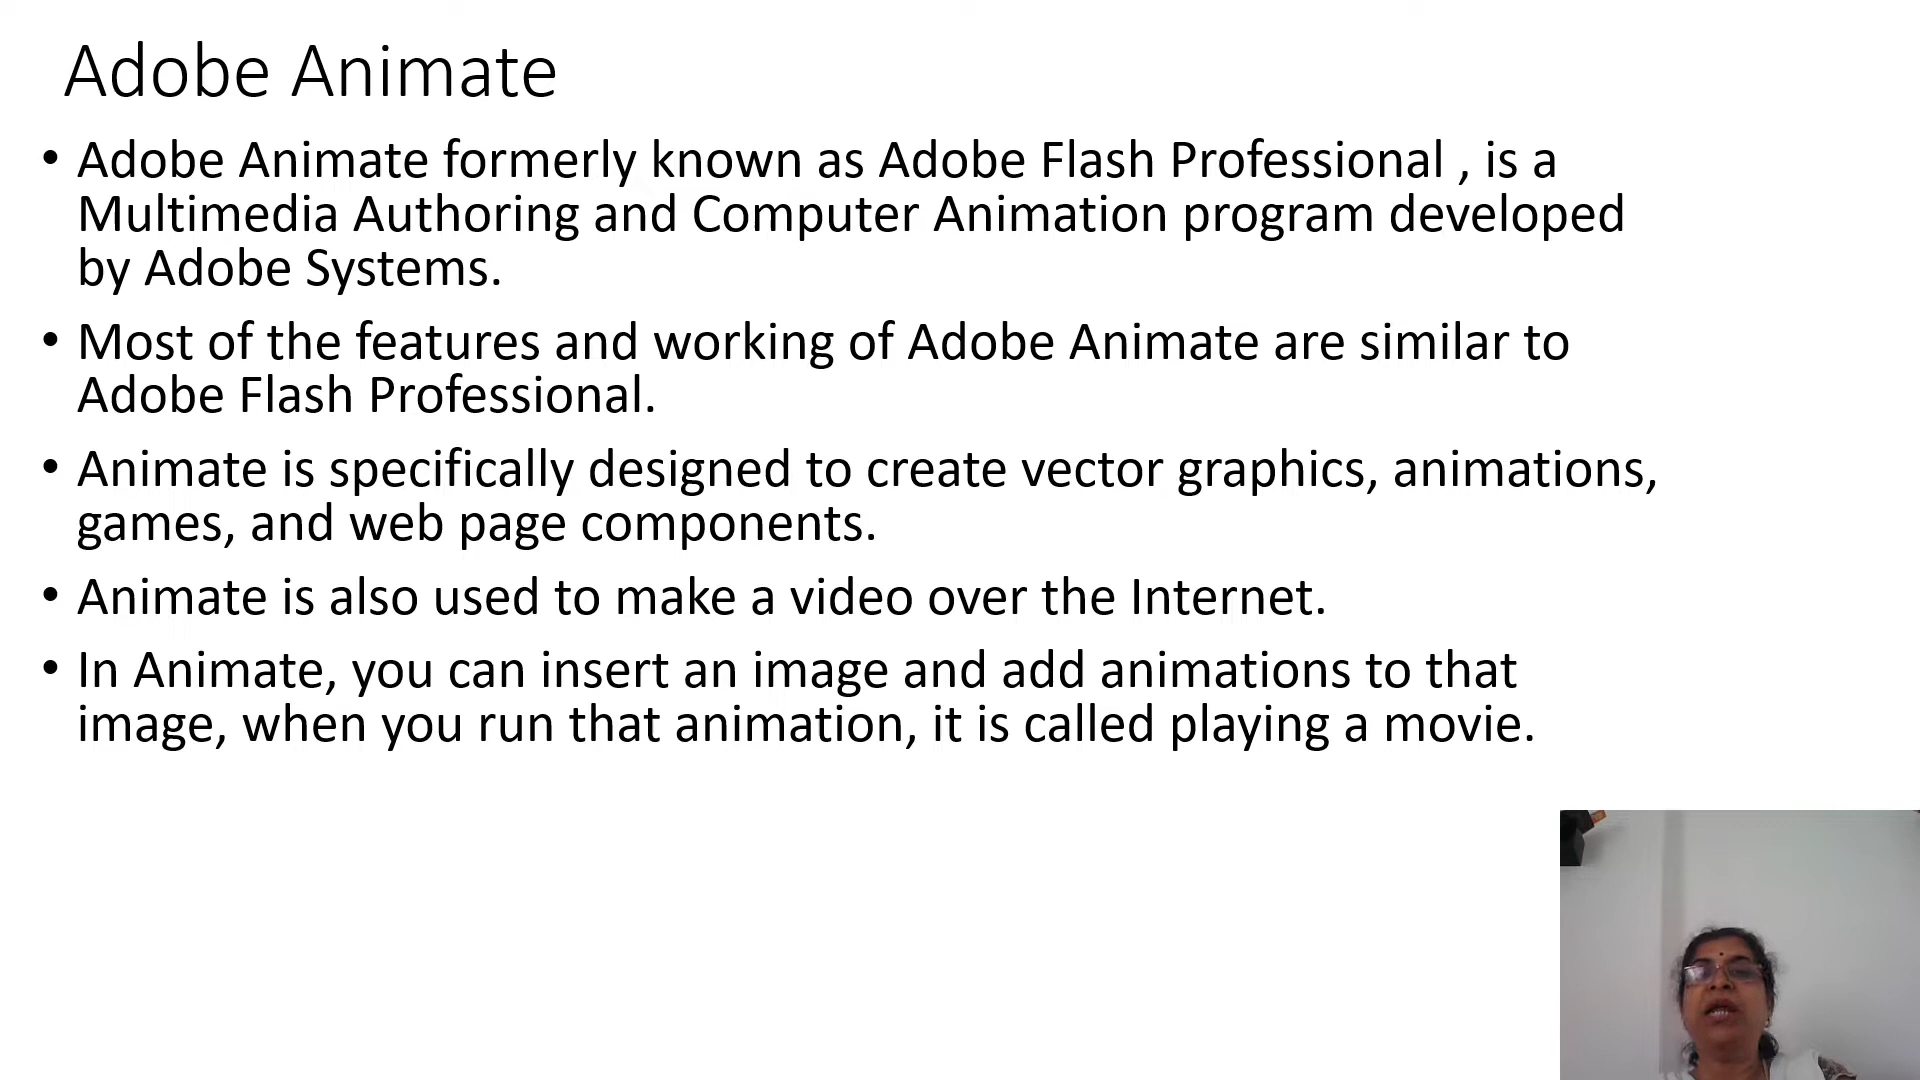 Adobe Animate
• Adobe Animate formerly known as Adobe Flash Professional , is a
Multimedia Authoring and Computer Animation program developed
by Adobe Systems.
• Most of the features and working of Adobe Animate are similar to
Adobe Flash Professional.
• Animate is specifically designed to create vector graphics, animations,
games, and web page components.
• Animate is also used to make a video over the Internet.
• In Animate, you can insert an image and add animations to that
image, when you run that animation, it is called playing a movie.